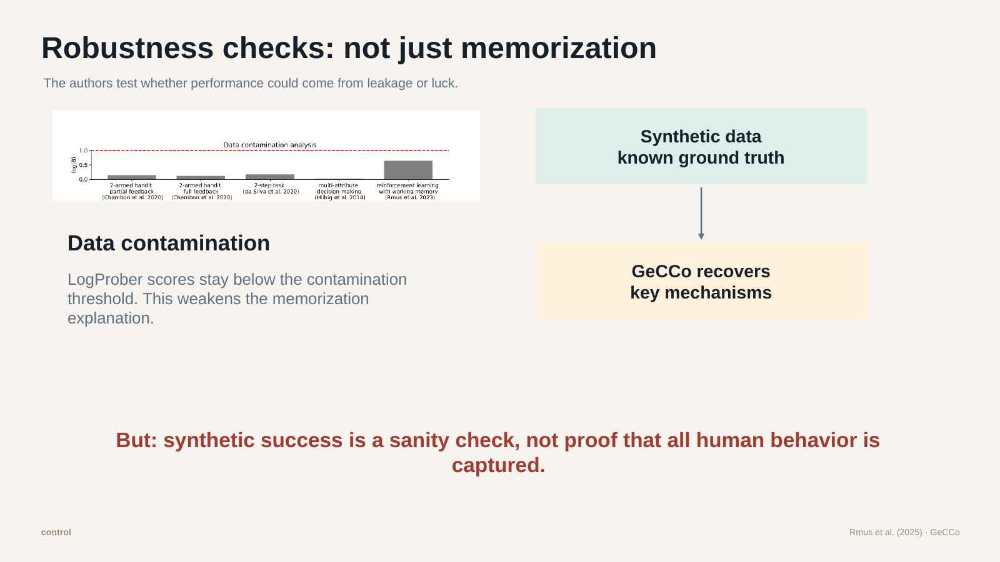 Robustness checks: not just memorization
The authors test whether performance could come from leakage or luck.
Data contamination analysis
log(B)
1.0
0.5
0.0
2-armed bandit
partial feedback
(Chambon et al. 2020)
2-armed bandit
full feedback
(Chambon et al. 2020)
2-step task
(da Silva et al. 2020)
multi-attribute
decision-making
(Hilbig et al. 2014)
reinforcement learning
with working memory
(Rmus et al. 2023)
Data contamination
LogProber scores stay below the contamination
threshold. This weakens the memorization
explanation.
Synthetic data
known ground truth
GeCCo recovers
key mechanisms
But: synthetic success is a sanity check, not proof that all human behavior is
captured.
control
Rmus et al. (2025) · GeCCo